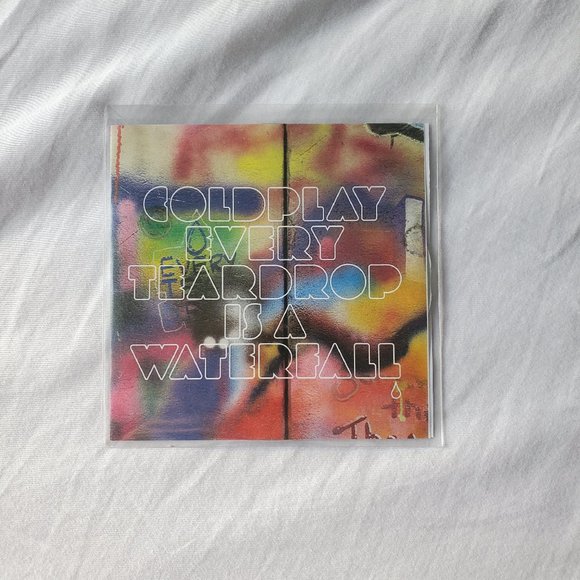 COLDPLAY
EVERY
TEARDROP
IS A
WATERFALL